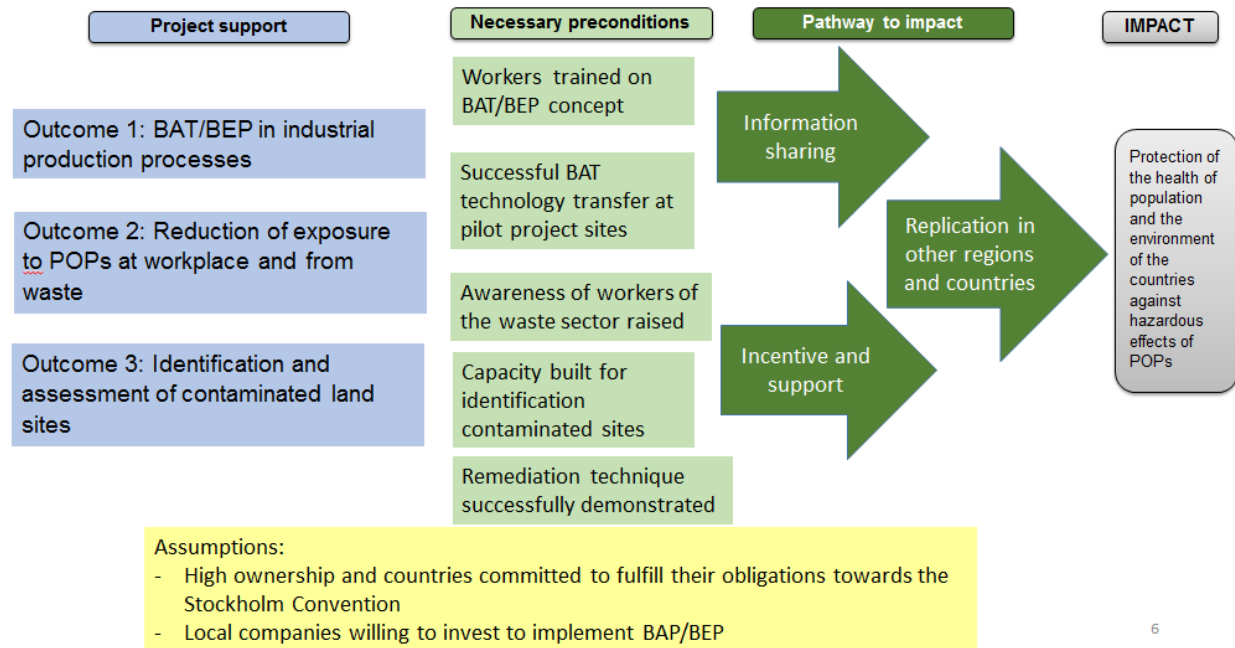 Project support
Necessary preconditions
Pathway to impact
IMPACT
Outcome 1: BAT/BEP in industrial
production processes
Outcome 2: Reduction of exposure
to POPs at workplace and from
waste
Outcome 3: Identification and
assessment of contaminated land
sites
Workers trained on
BAT/BEP concept
Successful BAT
technology transfer at
pilot project sites
Awareness of workers of
the waste sector raised
Capacity built for
identification
contaminated sites
Remediation technique
successfully demonstrated
Information
sharing
Incentive and
support
Replication in
other regions
and countries
Protection of
the health of
population
and the
environment
of the
countries
against
hazardous
effects of
POPs
Assumptions:
- High ownership and countries committed to fulfill their obligations towards the
Stockholm Convention
- Local companies willing to invest to implement BAP/BEP
6